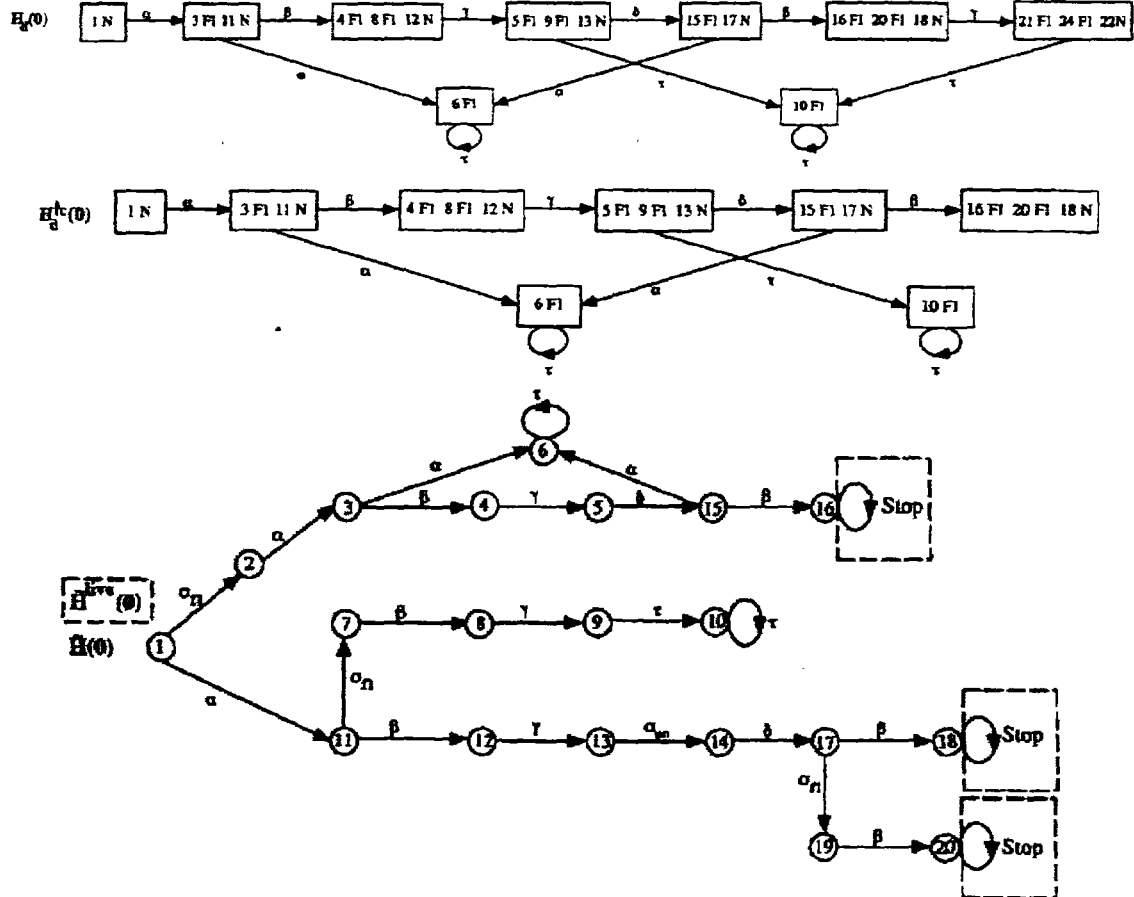 H_d(0) 1 N α 3 F1 11 N β 4 F1 8 F1 12 N γ 5 F1 9 F1 13 N δ 15 F1 17 N β 16 F1 20 F1 18 N γ 21 F1 24 F1 22N
α τ τ
6 F1 10 F1
τ τ
1 N α 3 F1 11 N β 4 F1 8 F1 12 N γ 5 F1 9 F1 13 N δ 15 F1 17 N β 16 F1 20 F1 18 N
α α τ
6 F1 10 F1
τ τ
τ
6
α α
3 β 4 γ 5 δ 15 β 16 Stop
α
2
σ_f1
H^live(0)
H(0) 1
7 β 8 γ 9 τ 10 τ
α σ_f1
11 β 12 γ 13 14 δ 17 β 18 Stop
σ_f1
19 β 20 Stop